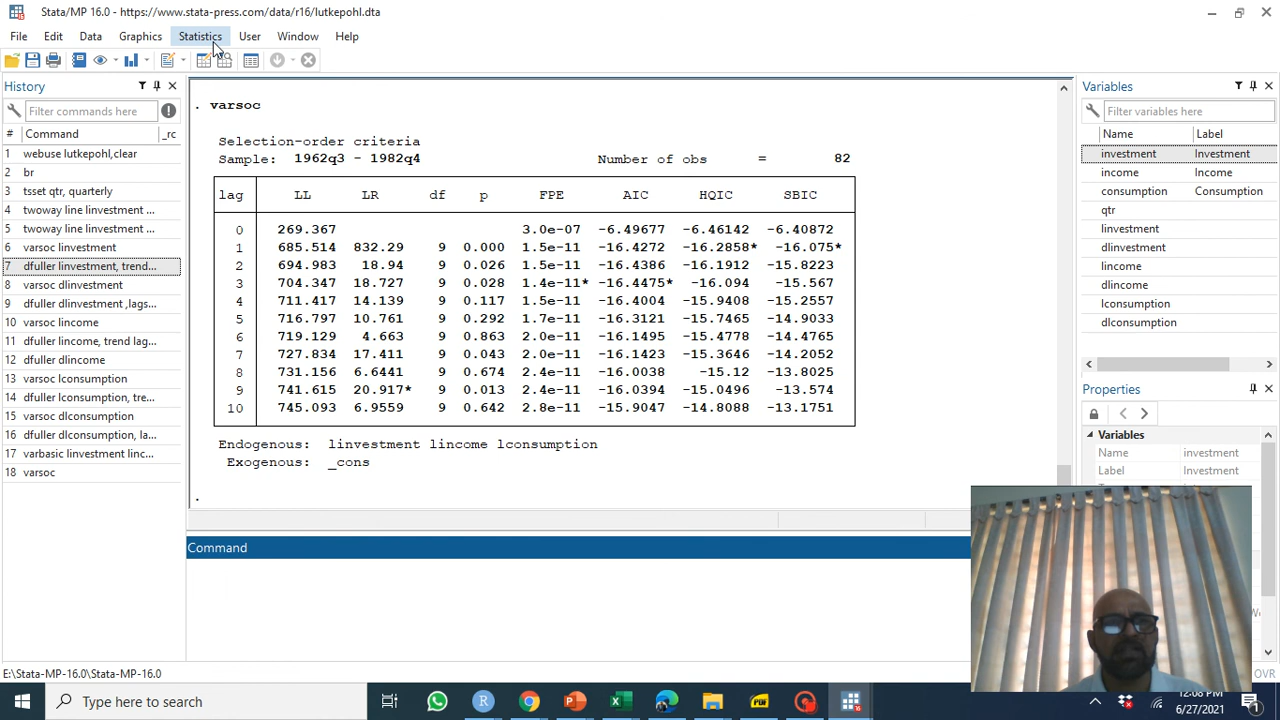 Stata/MP 16.0 - https://www.stata-press.com/data/r16/lutkepohl.dta
File Edit Data Graphics Statistics User Window Help
History
Filter commands here
# Command _rc
1 webuse lutkepohl,clear
2 br
3 tsset qtr, quarterly
4 twoway line linvestment ...
5 twoway line linvestment ...
6 varsoc linvestment
7 dfuller linvestment, trend...
8 varsoc dlinvestment
9 dfuller dlinvestment ,lags...
10 varsoc lincome
11 dfuller lincome, trend lag...
12 dfuller dlincome
13 varsoc lconsumption
14 dfuller lconsumption, tre...
15 varsoc dlconsumption
16 dfuller dlconsumption, la...
17 varbasic linvestment linc...
18 varsoc
. varsoc
Selection-order criteria
Sample: 1962q3 - 1982q4 Number of obs = 82
lag LL LR df p FPE AIC HQIC SBIC
0 269.367 3.0e-07 -6.49677 -6.46142 -6.40872
1 685.514 832.29 9 0.000 1.5e-11 -16.4272 -16.2858* -16.075*
2 694.983 18.94 9 0.026 1.5e-11 -16.4386 -16.1912 -15.8223
3 704.347 18.727 9 0.028 1.4e-11* -16.4475* -16.094 -15.567
4 711.417 14.139 9 0.117 1.5e-11 -16.4004 -15.9408 -15.2557
5 716.797 10.761 9 0.292 1.7e-11 -16.3121 -15.7465 -14.9033
6 719.129 4.663 9 0.863 2.0e-11 -16.1495 -15.4778 -14.4765
7 727.834 17.411 9 0.043 2.0e-11 -16.1423 -15.3646 -14.2052
8 731.156 6.6441 9 0.674 2.4e-11 -16.0038 -15.12 -13.8025
9 741.615 20.917* 9 0.013 2.4e-11 -16.0394 -15.0496 -13.574
10 745.093 6.9559 9 0.642 2.8e-11 -15.9047 -14.8088 -13.1751
Endogenous: linvestment lincome lconsumption
Exogenous: _cons
.
Command
Variables
Filter variables here
Name Label
investment Investment
income Income
consumption Consumption
qtr
linvestment
dlinvestment
lincome
dlincome
lconsumption
dlconsumption
Properties
Variables
Name investment
Label Investment
E:\Stata-MP-16.0\Stata-MP-16.0
OVR
Type here to search
12:08 PM
6/27/2021